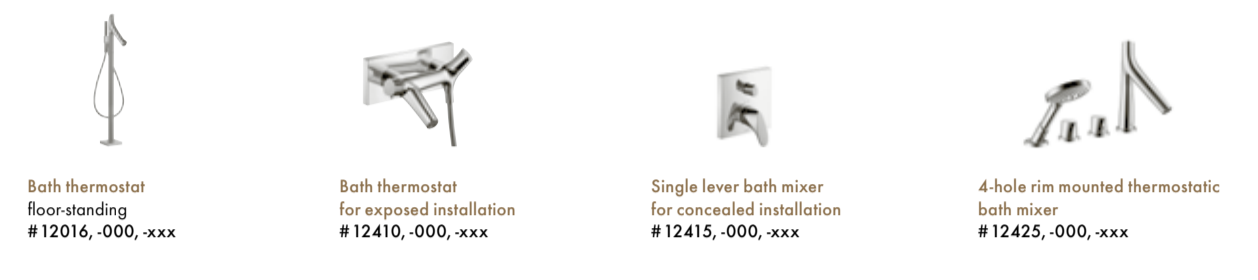 Bath thermostat
floor-standing
# 12016, -000, -xxx
Bath thermostat
for exposed installation
# 12410, -000, -xxx
Single lever bath mixer
for concealed installation
# 12415, -000, -xxx
4-hole rim mounted thermostatic
bath mixer
# 12425, -000, -xxx